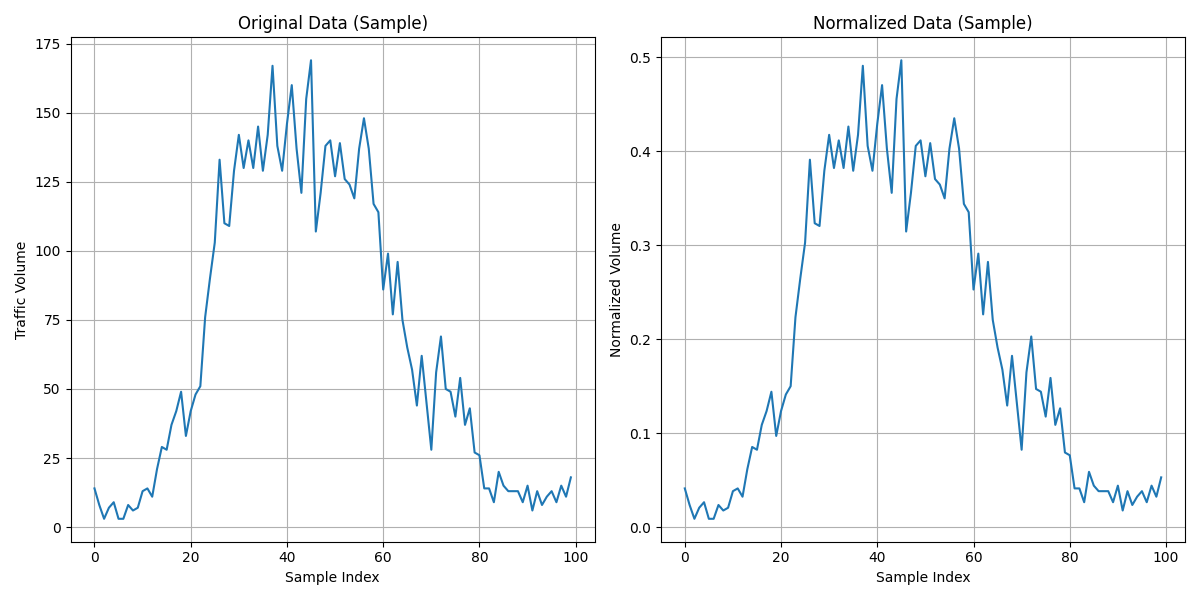 Original Data (Sample)
175
150
125
100
75
50
25
0
Traffic Volume
0 20 40 60 80 100
Sample Index
Normalized Data (Sample)
0.5
0.4
0.3
0.2
0.1
0.0
Normalized Volume
0 20 40 60 80 100
Sample Index